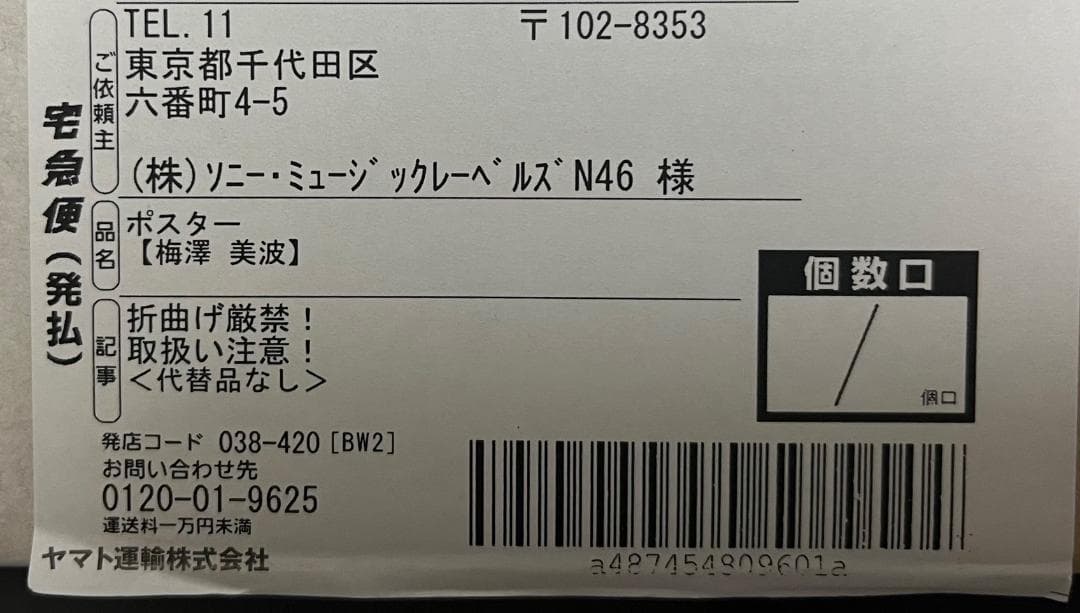 TEL. 11 〒102-8353
ご依頼主
東京都千代田区
六番町4-5
(株)ｿﾆｰ・ﾐｭｰｼﾞｯｸﾚｰﾍﾞﾙｽﾞN46 様
宅急便(発払)
品名
ポスター
【梅澤 美波】
個数口
/
個口
記事
折曲げ厳禁！
取扱い注意！
＜代替品なし＞
発店コード 038-420 [BW2]
お問い合わせ先
0120-01-9625
運送料一万円未満
ヤマト運輸株式会社
a487454809601a